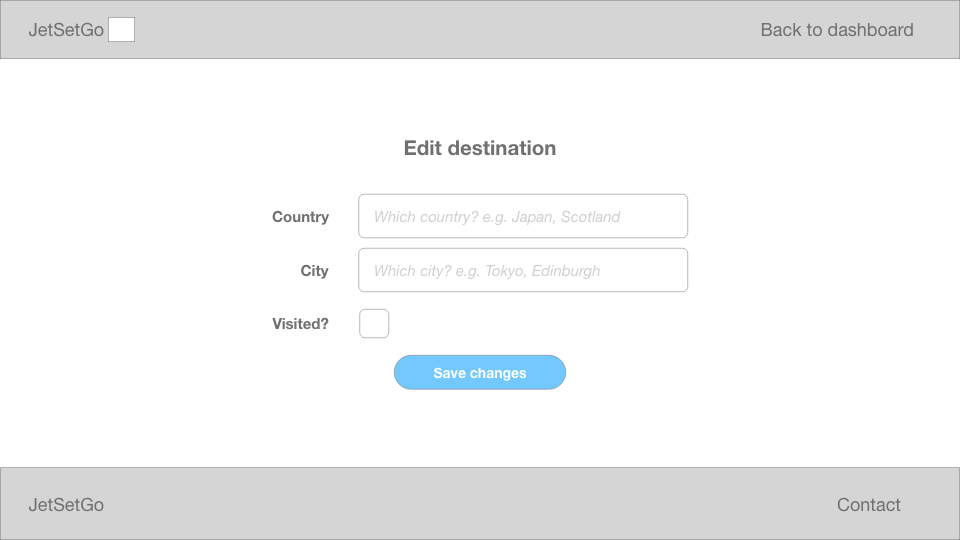 JetSetGo
Back to dashboard
Edit destination
Country
Which country? e.g. Japan, Scotland
City
Which city? e.g. Tokyo, Edinburgh
Visited?
Save changes
JetSetGo
Contact